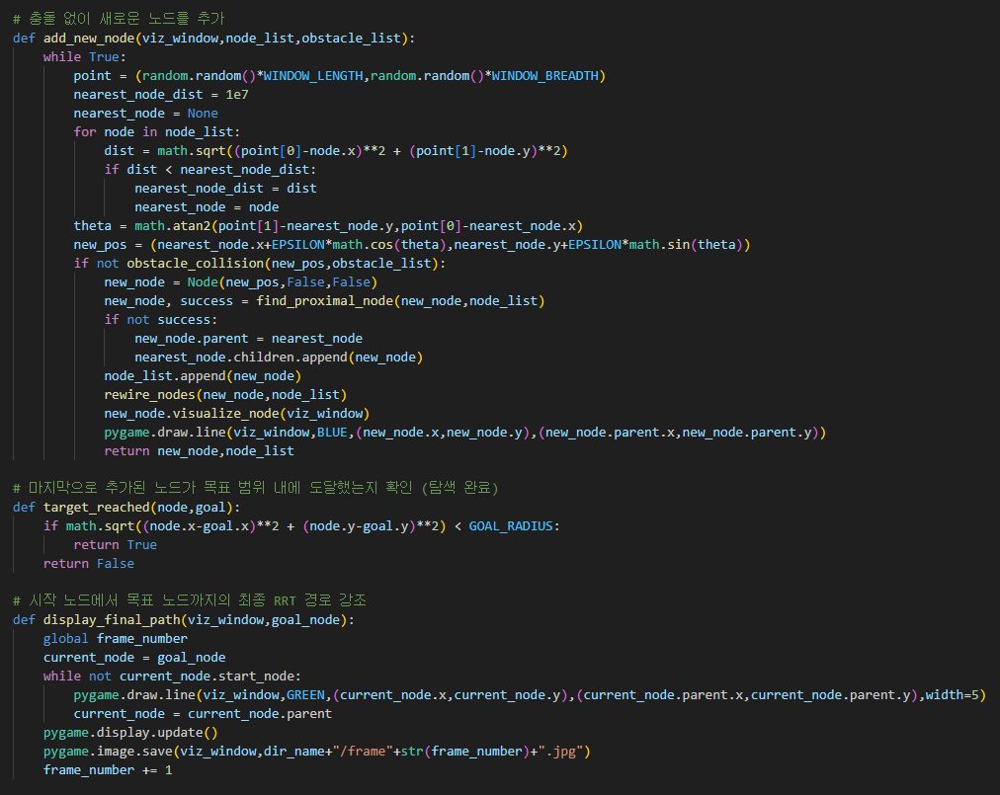 # 충돌 없이 새로운 노드를 추가
def add_new_node(viz_window,node_list,obstacle_list):
    while True:
        point = (random.random()*WINDOW_LENGTH,random.random()*WINDOW_BREADTH)
        nearest_node_dist = 1e7
        nearest_node = None
        for node in node_list:
            dist = math.sqrt((point[0]-node.x)**2 + (point[1]-node.y)**2)
            if dist < nearest_node_dist:
                nearest_node_dist = dist
                nearest_node = node
        theta = math.atan2(point[1]-nearest_node.y,point[0]-nearest_node.x)
        new_pos = (nearest_node.x+EPSILON*math.cos(theta),nearest_node.y+EPSILON*math.sin(theta))
        if not obstacle_collision(new_pos,obstacle_list):
            new_node = Node(new_pos,False,False)
            new_node, success = find_proximal_node(new_node,node_list)
            if not success:
                new_node.parent = nearest_node
                nearest_node.children.append(new_node)
            node_list.append(new_node)
            rewire_nodes(new_node,node_list)
            new_node.visualize_node(viz_window)
            pygame.draw.line(viz_window,BLUE,(new_node.x,new_node.y),(new_node.parent.x,new_node.parent.y))
            return new_node,node_list
# 마지막으로 추가된 노드가 목표 범위 내에 도달했는지 확인 (탐색 완료)
def target_reached(node,goal):
    if math.sqrt((node.x-goal.x)**2 + (node.y-goal.y)**2) < GOAL_RADIUS:
        return True
    return False
# 시작 노드에서 목표 노드까지의 최종 RRT 경로 강조
def display_final_path(viz_window,goal_node):
    global frame_number
    current_node = goal_node
    while not current_node.start_node:
        pygame.draw.line(viz_window,GREEN,(current_node.x,current_node.y),(current_node.parent.x,current_node.parent.y),width=5)
        current_node = current_node.parent
    pygame.display.update()
    pygame.image.save(viz_window,dir_name+"/frame"+str(frame_number)+".jpg")
    frame_number += 1